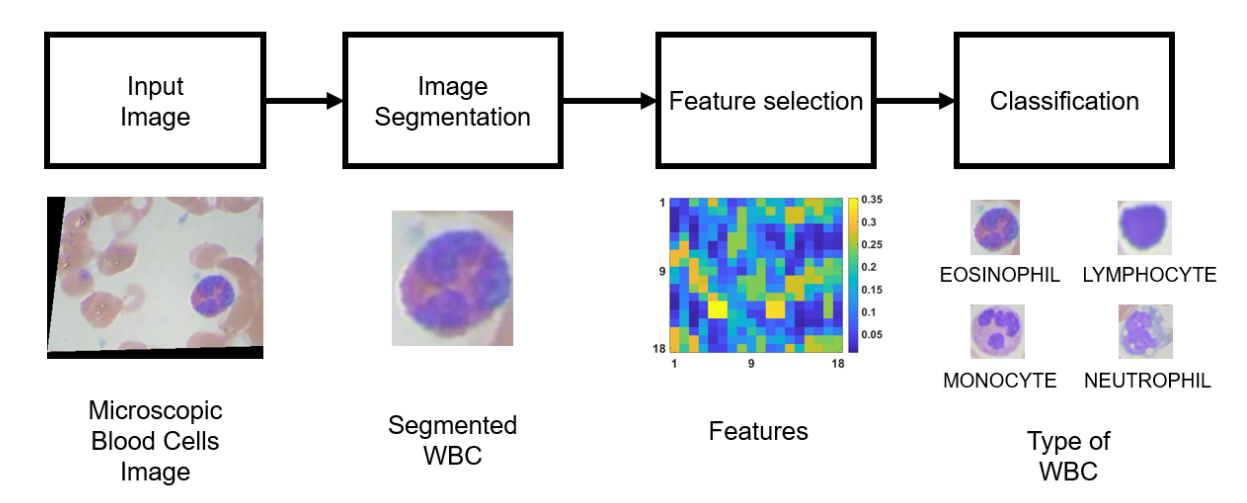 Input
Image
Image
Segmentation
Feature selection
Classification
1
9
18
1
9
18
0.35
0.3
0.25
0.2
0.15
0.1
0.05
EOSINOPHIL
LYMPHOCYTE
MONOCYTE
NEUTROPHIL
Microscopic
Blood Cells
Image
Segmented
WBC
Features
Type of
WBC